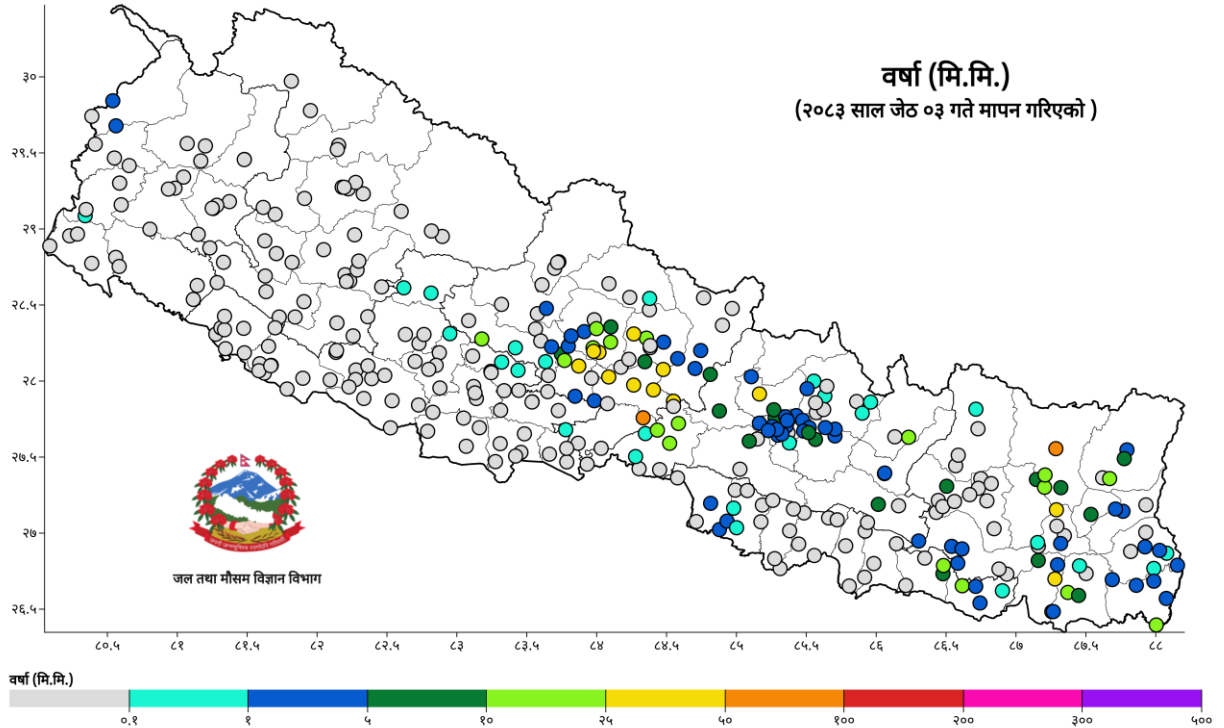 वर्षा (मि.मि.)
(२०८३ साल जेठ ०३ गते मापन गरिएको )
३०
२९.५
२९
२८.५
२८
२७.५
२७
२६.५
जल तथा मौसम विज्ञान विभाग
८०.५ ८१ ८१.५ ८२ ८२.५ ८३ ८३.५ ८४ ८४.५ ८५ ८५.५ ८६ ८६.५ ८७ ८७.५ ८८
वर्षा (मि.मि.)
०.१ १ ५ १० २५ ५० १०० २०० ३०० ५००